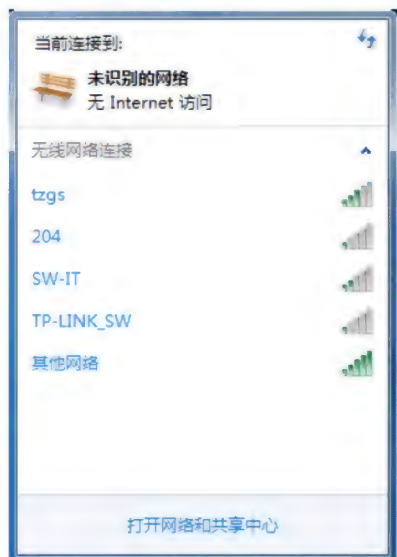 当前连接到:
未识别的网络
无 Internet 访问
无线网络连接
tzgs
204
SW-IT
TP-LINK_SW
其他网络
打开网络和共享中心